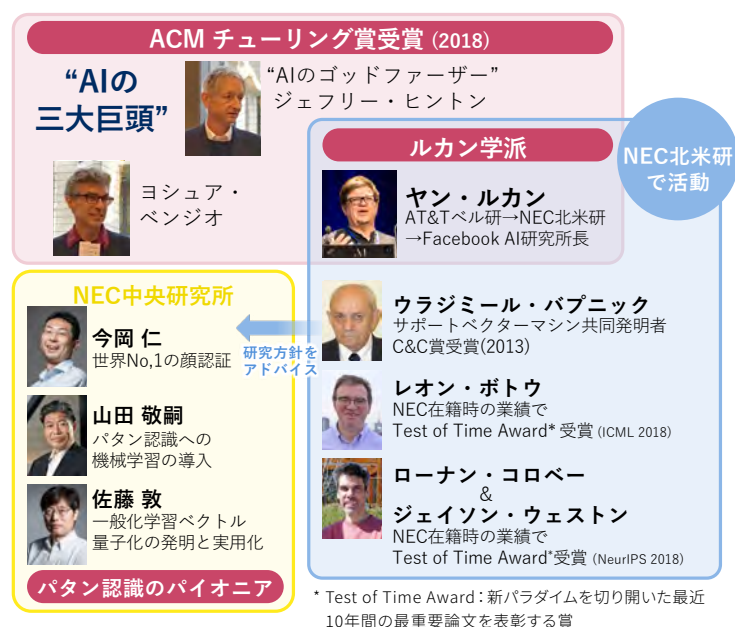 ACM チューリング賞受賞 (2018)
“AIの
三大巨頭”
“AIのゴッドファーザー”
ジェフリー・ヒントン
ヨシュア・
ベンジオ
NEC北米研
で活動
ルカン学派
ヤン・ルカン
AT&Tベル研→NEC北米研
→Facebook AI研究所長
ウラジミール・バプニック
サポートベクターマシン共同発明者
C&C賞受賞(2013)
研究方針を
アドバイス
レオン・ボトウ
NEC在籍時の業績で
Test of Time Award* 受賞 (ICML 2018)
ローナン・コロベー
&
ジェイソン・ウェストン
NEC在籍時の業績で
Test of Time Award*受賞 (NeurIPS 2018)
NEC中央研究所
今岡 仁
世界No,1の顔認証
山田 敬嗣
パタン認識への
機械学習の導入
佐藤 敦
一般化学習ベクトル
量子化の発明と実用化
パタン認識のパイオニア
* Test of Time Award：新パラダイムを切り開いた最近
10年間の最重要論文を表彰する賞